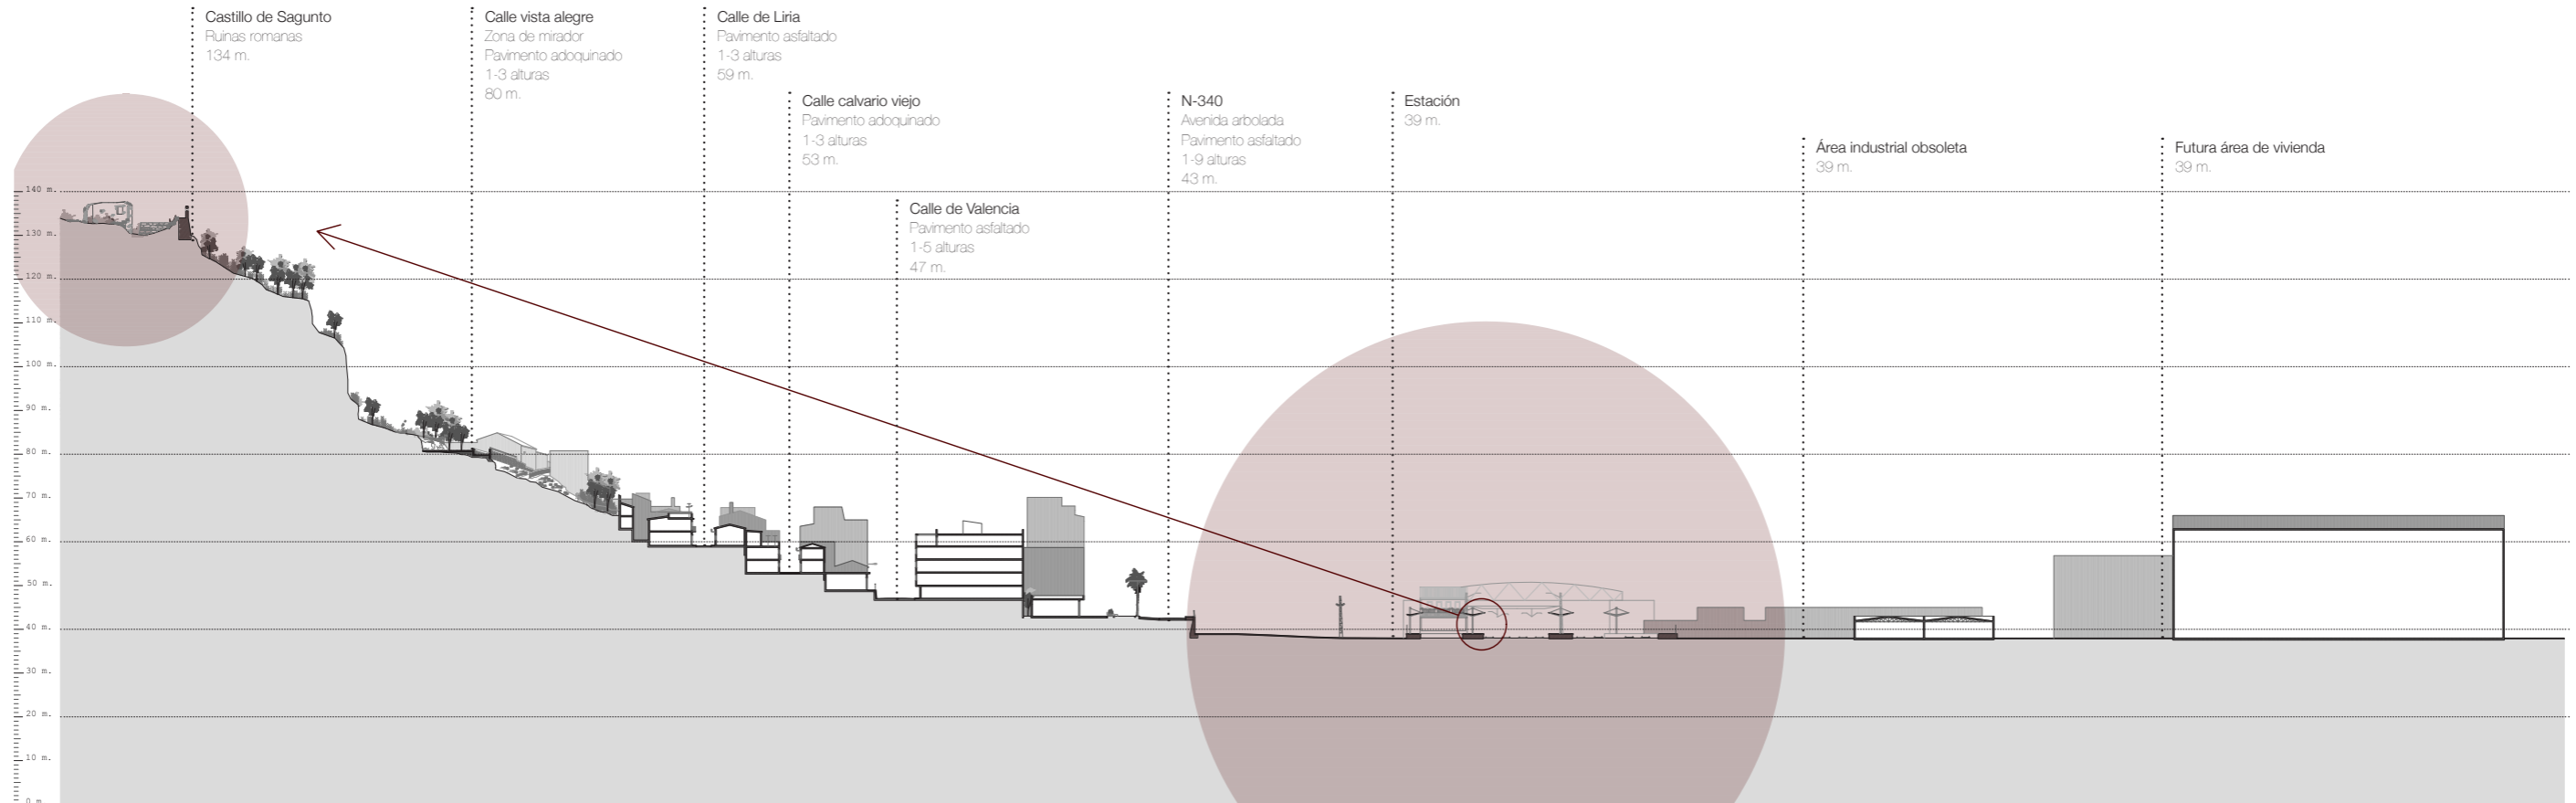 Castillo de Sagunto
Ruinas romanas
134 m.
Calle vista alegre
Zona de mirador
Pavimento adoquinado
1-3 alturas
80 m.
Calle de Liria
Pavimento asfaltado
1-3 alturas
59 m.
Calle calvario viejo
Pavimento adoquinado
1-3 alturas
53 m.
Calle de Valencia
Pavimento asfaltado
1-5 alturas
47 m.
N-340
Avenida arbolada
Pavimento asfaltado
1-9 alturas
43 m.
Estación
39 m.
Área industrial obsoleta
39 m.
Futura área de vivienda
39 m.
140 m.
130 m.
120 m.
110 m.
100 m.
90 m.
80 m.
70 m.
60 m.
50 m.
40 m.
30 m.
20 m.
10 m.
0 m